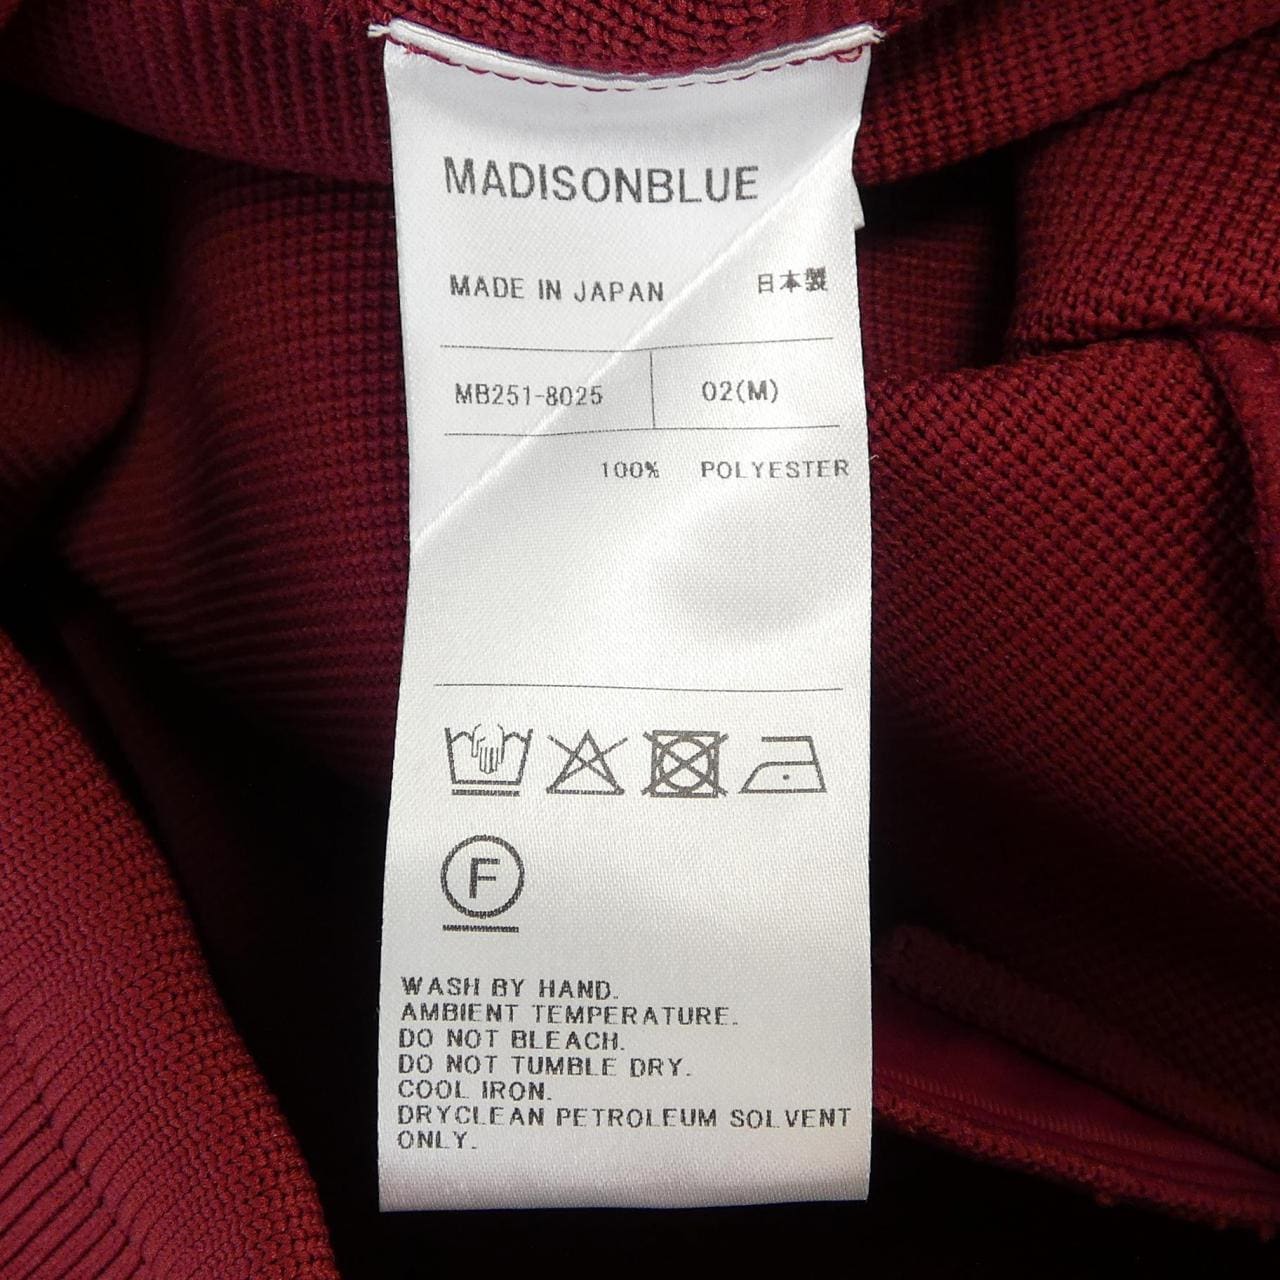 MADISONBLUE
MADE IN JAPAN 日本製
MB251-8025 02(M)
100% POLYESTER
F
WASH BY HAND.
AMBIENT TEMPERATURE.
DO NOT BLEACH.
DO NOT TUMBLE DRY.
COOL IRON.
DRYCLEAN PETROLEUM SOLVENT
ONLY.